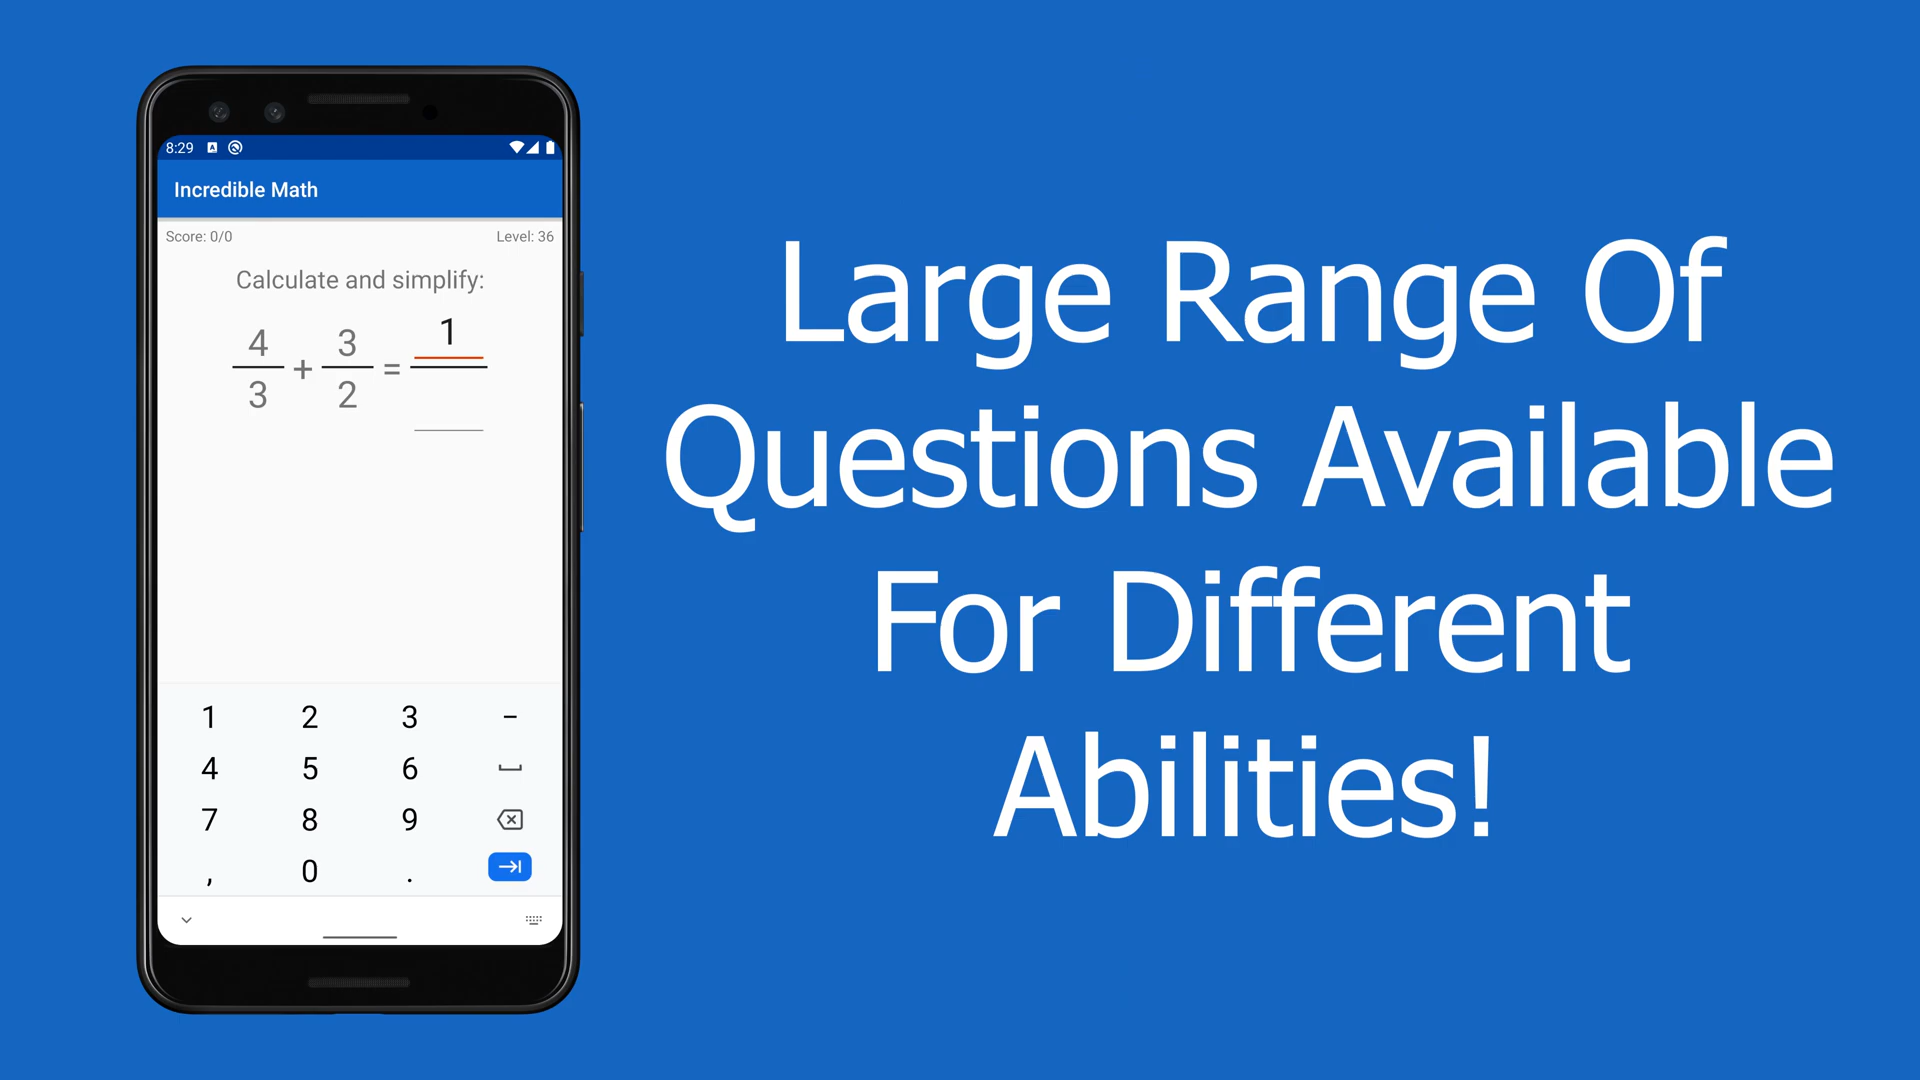 8:29
Incredible Math
Score: 0/0 Level: 36
Calculate and simplify:
4/3 + 3/2 = 1
1 2 3 -
4 5 6
7 8 9
, 0 .
Large Range Of
Questions Available
For Different
Abilities!